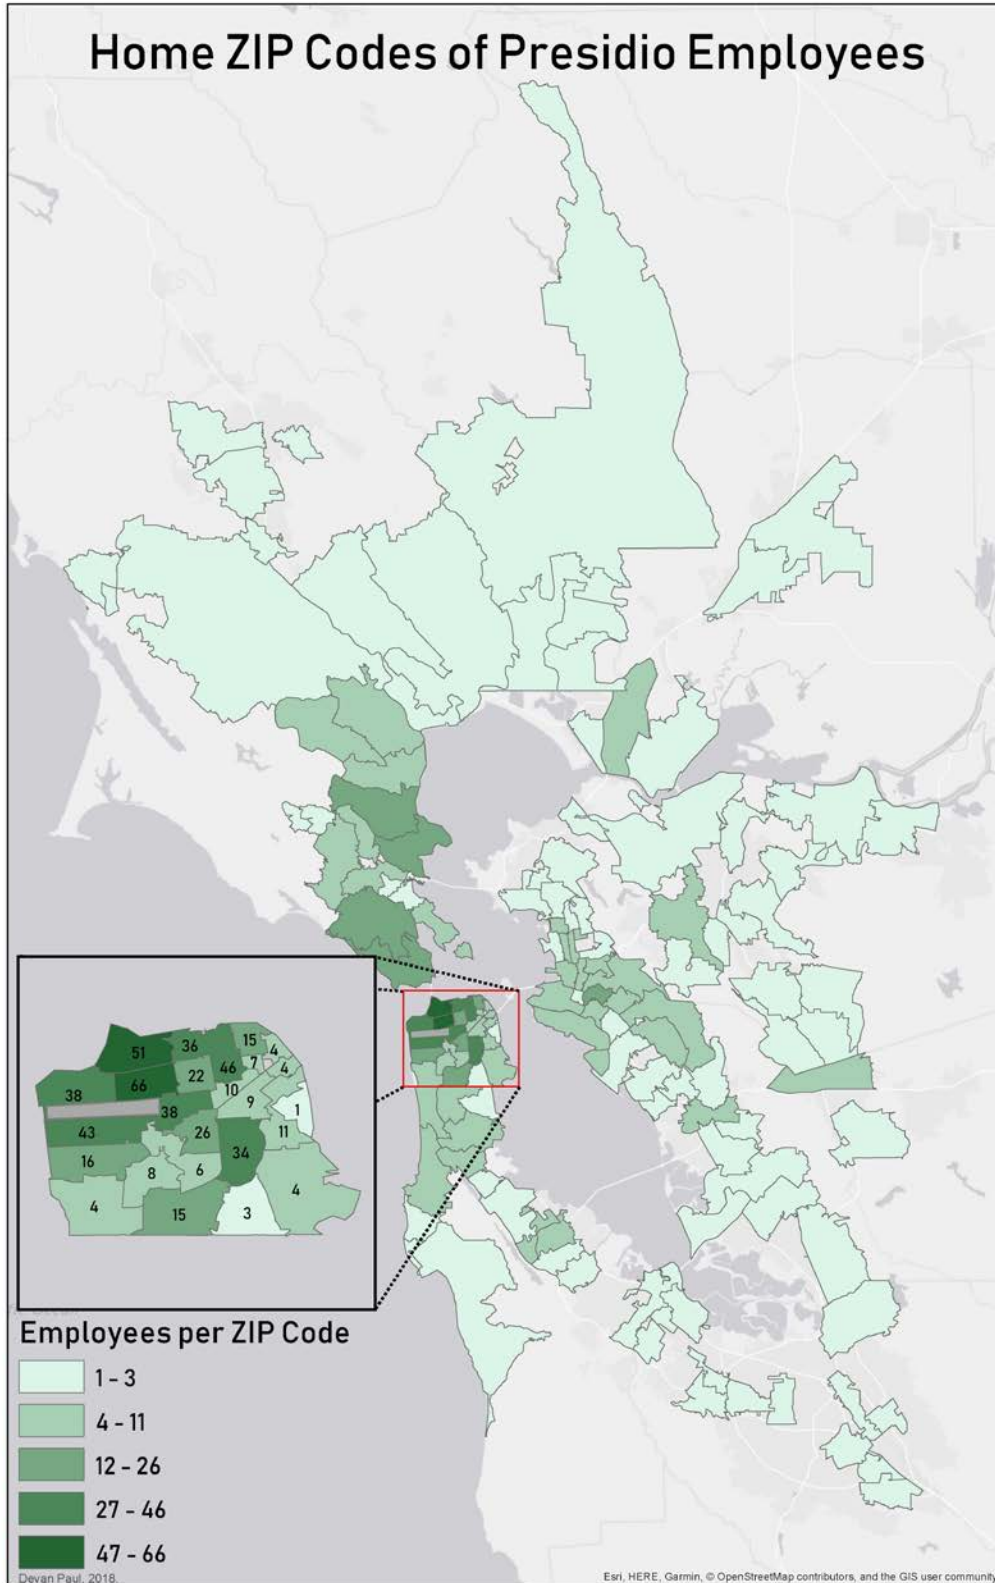 Home ZIP Codes of Presidio Employees
51
36
15
4
7
4
66
22
46
38
10
9
1
38
43
26
11
16
34
8
6
4
4
15
3
Employees per ZIP Code
1 - 3
4 - 11
12 - 26
27 - 46
47 - 66
Devan Paul, 2018.
Esri, HERE, Garmin, © OpenStreetMap contributors, and the GIS user community